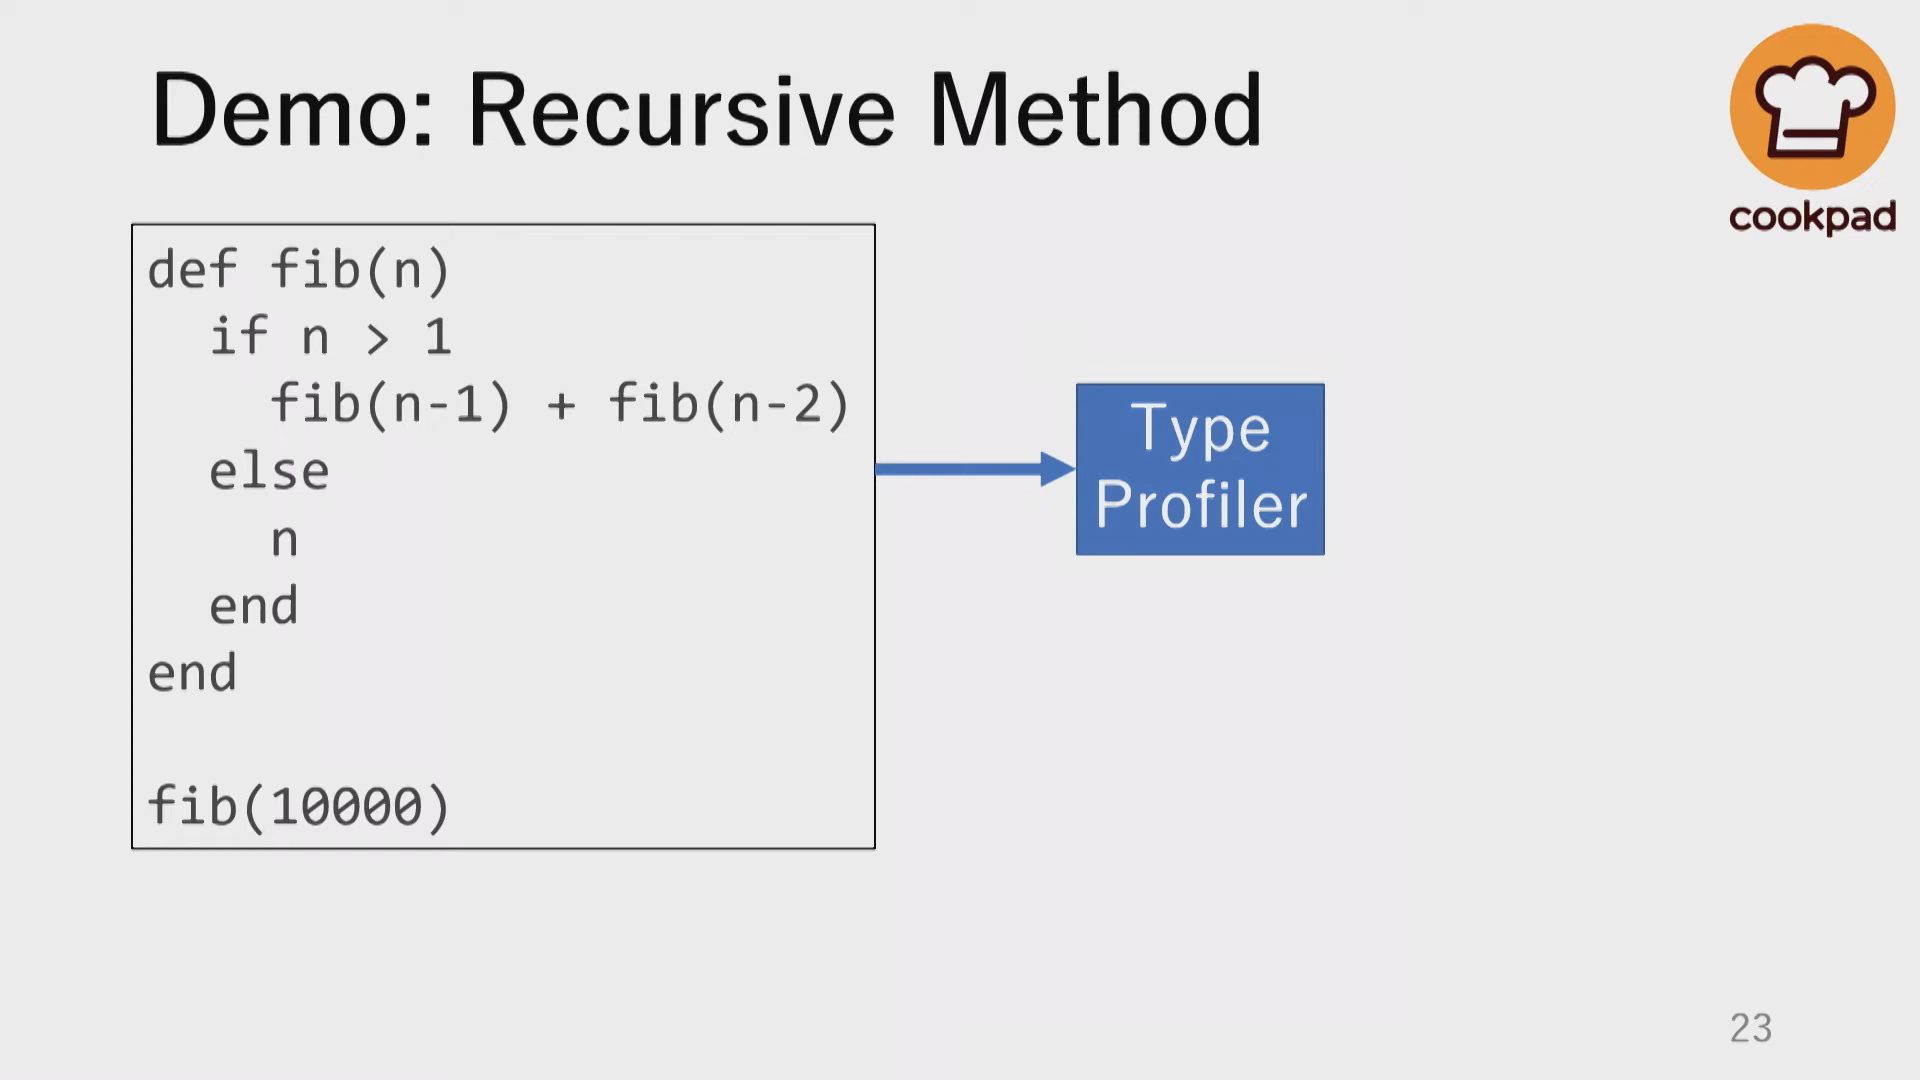 Demo: Recursive Method
cookpad
def fib(n)
  if n > 1
    fib(n-1) + fib(n-2)
  else
    n
  end
end
fib(10000)
Type
Profiler
23